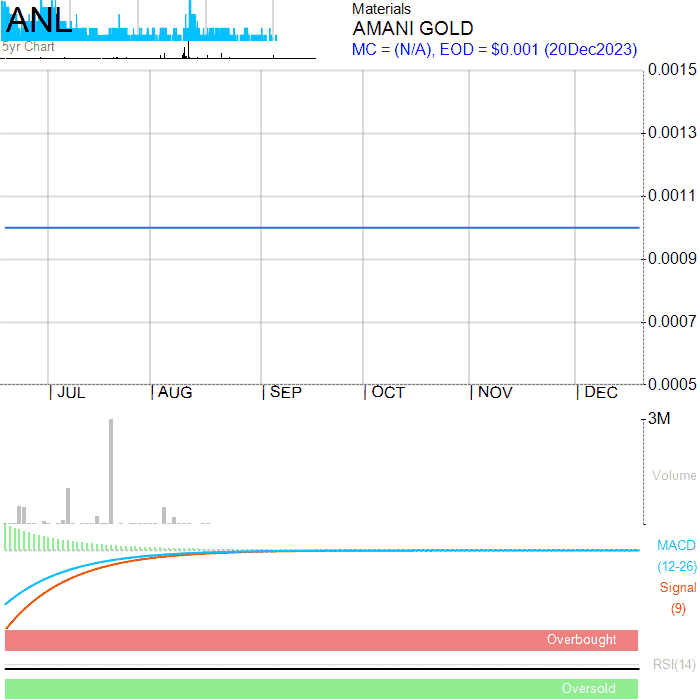 ANL
5yr Chart
Materials
AMANI GOLD
MC = (N/A), EOD = $0.001 (20Dec2023)
0.0015
0.0013
0.0011
0.0009
0.0007
0.0005
JUL AUG SEP OCT NOV DEC
3M
Volume
MACD
(12-26)
Signal
(9)
Overbought
RSI(14)
Oversold